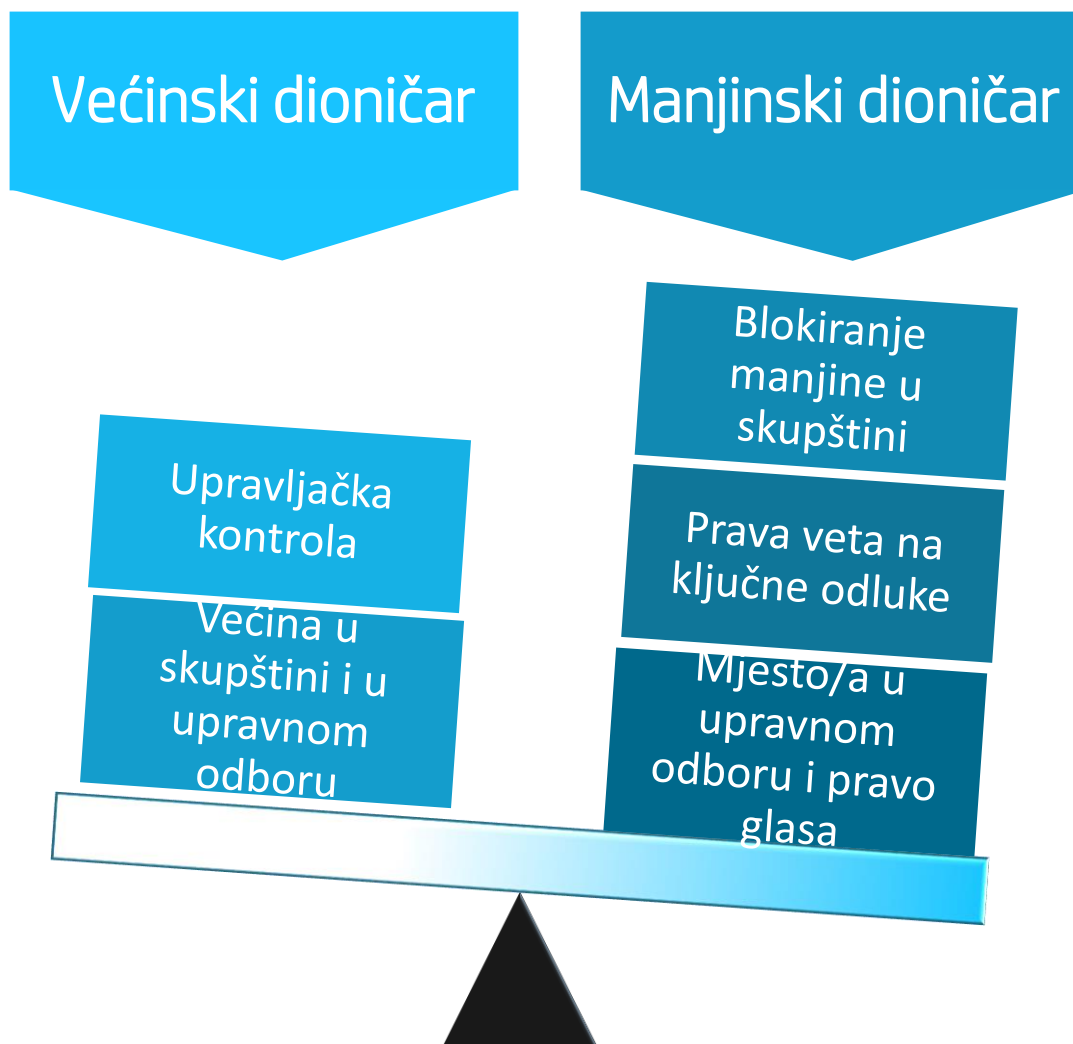 Većinski dioničar
Manjinski dioničar
Upravljačka
kontrola
Većina u
skupštini i u
upravnom
odboru
Blokiranje
manjine u
skupštini
Prava veta na
ključne odluke
Mjesto/a u
upravnom
odboru i pravo
glasa